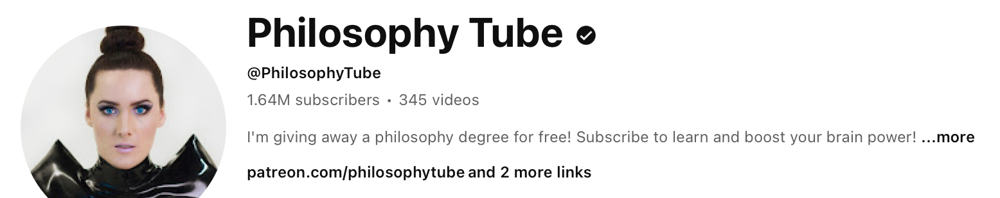 Philosophy Tube
@PhilosophyTube
1.64M subscribers • 345 videos
I'm giving away a philosophy degree for free! Subscribe to learn and boost your brain power! ...more
patreon.com/philosophytube and 2 more links